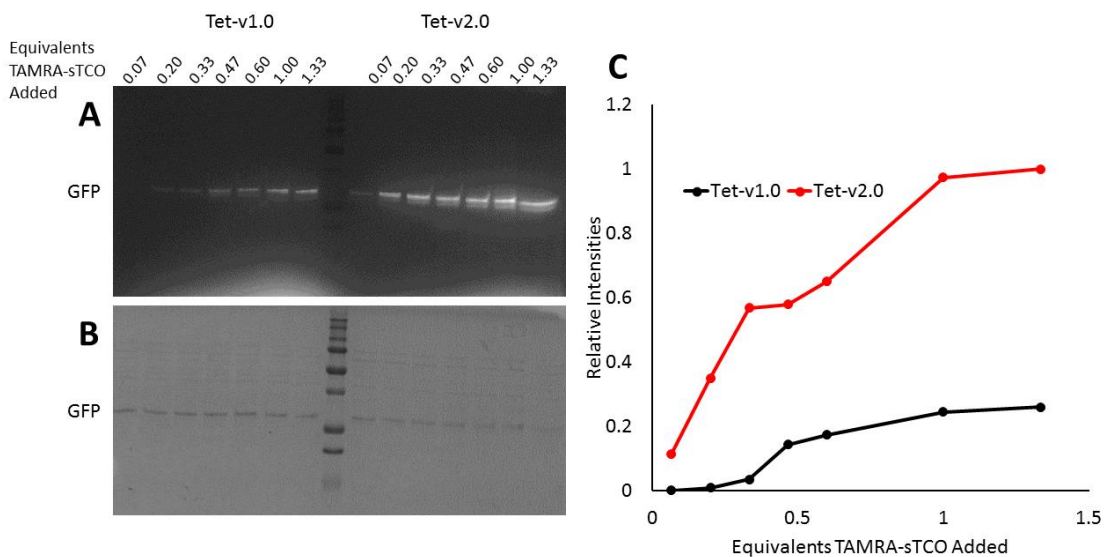 Tet-v1.0
Tet-v2.0
Equivalents
TAMRA-sTCO
Added
0.07 0.20 0.33 0.47 0.60 1.00 1.33
0.07 0.20 0.33 0.47 0.60 1.00 1.33
A
GFP
B
GFP
C
1.2
1
0.8
0.6
0.4
0.2
0
Relative Intensities
Tet-v1.0 Tet-v2.0
0 0.5 1 1.5
Equivalents TAMRA-sTCO Added